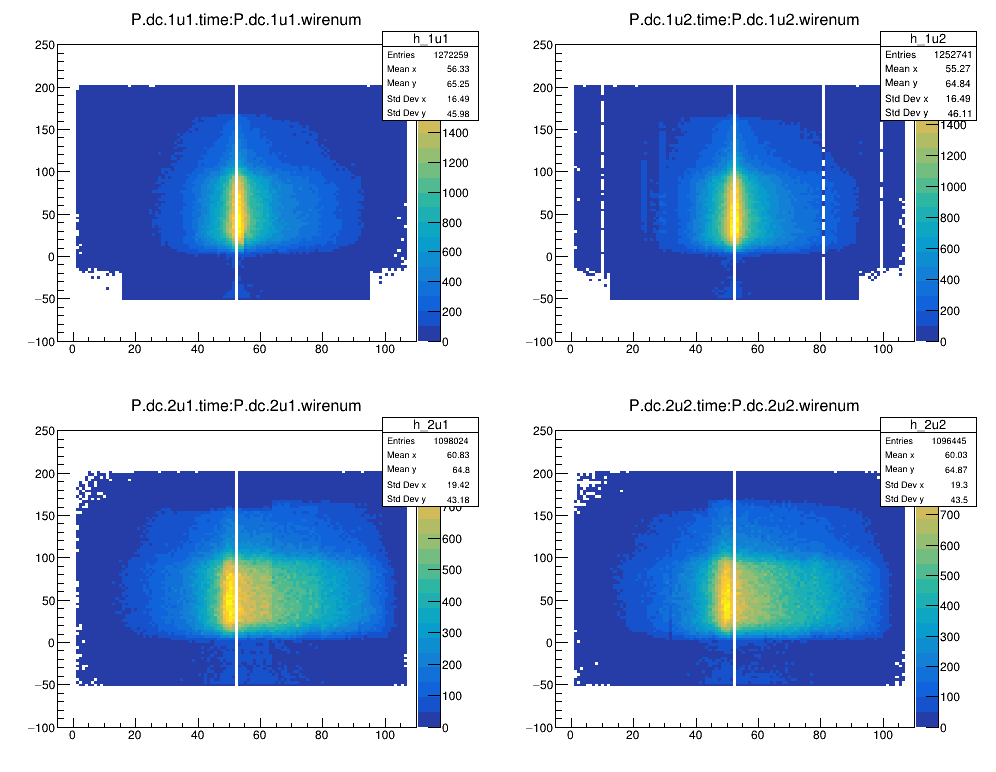 P.dc.1u1.time:P.dc.1u1.wirenum
h_1u1
Entries 1272259
Mean x 56.33
Mean y 65.25
Std Dev x 16.49
Std Dev y 45.98
250
200
150
100
50
0
−50
−100
0 20 40 60 80 100
1400
1200
1000
800
600
400
200
0
P.dc.1u2.time:P.dc.1u2.wirenum
h_1u2
Entries 1252741
Mean x 55.27
Mean y 64.84
Std Dev x 16.49
Std Dev y 46.11
250
200
150
100
50
0
−50
−100
0 20 40 60 80 100
1400
1200
1000
800
600
400
200
0
P.dc.2u1.time:P.dc.2u1.wirenum
h_2u1
Entries 1098024
Mean x 60.83
Mean y 64.8
Std Dev x 19.42
Std Dev y 43.18
250
200
150
100
50
0
−50
−100
0 20 40 60 80 100
700
600
500
400
300
200
100
0
P.dc.2u2.time:P.dc.2u2.wirenum
h_2u2
Entries 1096445
Mean x 60.03
Mean y 64.87
Std Dev x 19.3
Std Dev y 43.5
250
200
150
100
50
0
−50
−100
0 20 40 60 80 100
700
600
500
400
300
200
100
0